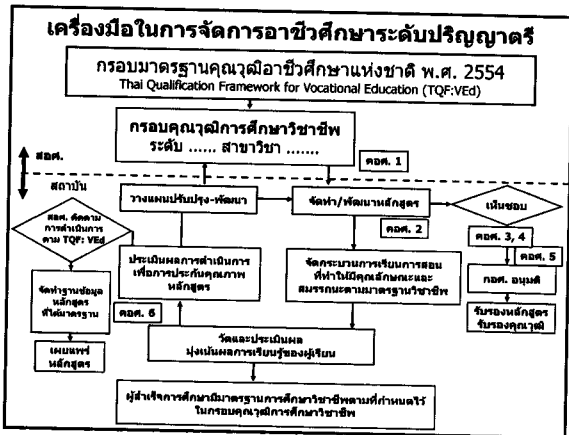 เครื่องมือในการจัดการอาชีวศึกษาระดับปริญญาตรี
กรอบมาตรฐานคุณวุฒิอาชีวศึกษาแห่งชาติ พ.ศ. 2554
Thai Qualification Framework for Vocational Education (TQF:VEd)
กรอบคุณวุฒิการศึกษาวิชาชีพ
ระดับ ...... สาขาวิชา .......
คอศ. 1
สอศ.
สถาบัน
วางแผนปรับปรุง-พัฒนา
จัดทำ/พัฒนาหลักสูตร
เห็นชอบ
สอศ. ติดตาม
การดำเนินการ
ตาม TQF: VEd
คอศ. 2
คอศ. 3, 4
คอศ. 5
ประเมินผลการดำเนินการ
เพื่อการประกันคุณภาพ
หลักสูตร
จัดกระบวนการเรียนการสอน
ที่ทำให้มีคุณลักษณะและ
สมรรถนะตามมาตรฐานวิชาชีพ
กอศ. อนุมัติ
จัดทำฐานข้อมูล
หลักสูตร
ที่ได้มาตรฐาน
คอศ. 6
รับรองหลักสูตร
รับรองคุณวุฒิ
วัดและประเมินผล
มุ่งเน้นผลการเรียนรู้ของผู้เรียน
เผยแพร่
หลักสูตร
ผู้สำเร็จการศึกษามีมาตรฐานการศึกษาวิชาชีพตามที่กำหนดไว้
ในกรอบคุณวุฒิการศึกษาวิชาชีพ